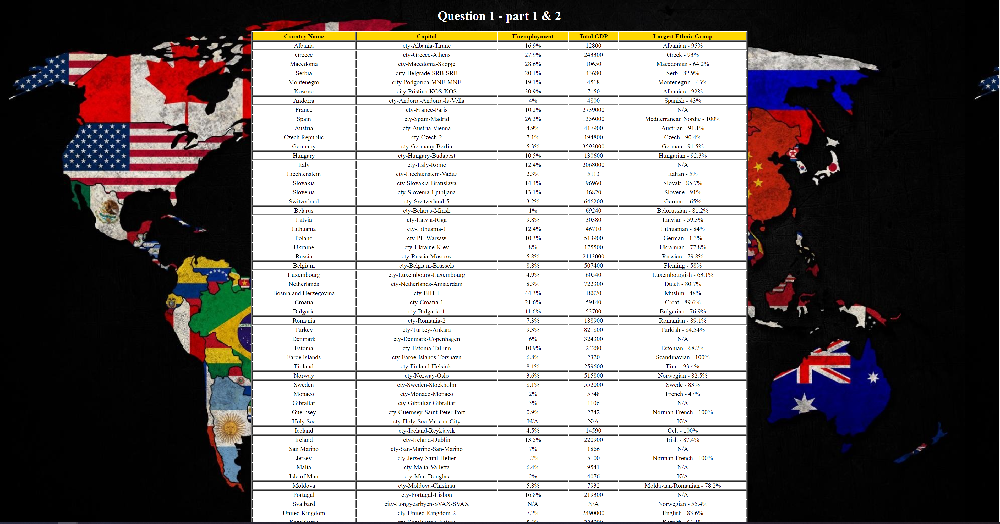 Question 1 - part 1 & 2
Country Name Capital Unemployment Total GDP Largest Ethnic Group
Albania cty-Albania-Tirane 16.9% 12800 Albanian - 95%
Greece cty-Greece-Athens 27.9% 243300 Greek - 93%
Macedonia cty-Macedonia-Skopje 28.6% 10650 Macedonian - 64.2%
Serbia city-Belgrade-SRB-SRB 20.1% 43680 Serb - 82.9%
Montenegro city-Podgorica-MNE-MNE 19.1% 4518 Montenegrin - 43%
Kosovo city-Pristina-KOS-KOS 30.9% 7150 Albanian - 92%
Andorra cty-Andorra-Andorra-la-Vella 4% 4800 Spanish - 43%
France cty-France-Paris 10.2% 2739000 N/A
Spain cty-Spain-Madrid 26.3% 1356000 Mediterranean Nordic - 100%
Austria cty-Austria-Vienna 4.9% 417900 Austrian - 91.1%
Czech Republic cty-Czech-2 7.1% 194800 Czech - 90.4%
Germany cty-Germany-Berlin 5.3% 3593000 German - 91.5%
Hungary cty-Hungary-Budapest 10.5% 130600 Hungarian - 92.3%
Italy cty-Italy-Rome 12.4% 2068000 N/A
Liechtenstein cty-Liechtenstein-Vaduz 2.3% 5113 Italian - 5%
Slovakia cty-Slovakia-Bratislava 14.4% 96960 Slovak - 85.7%
Slovenia cty-Slovenia-Ljubljana 13.1% 46820 Slovene - 91%
Switzerland cty-Switzerland-5 3.2% 646200 German - 65%
Belarus cty-Belarus-Minsk 1% 69240 Belorussian - 81.2%
Latvia cty-Latvia-Riga 9.8% 30380 Latvian - 59.3%
Lithuania cty-Lithuania-1 12.4% 46710 Lithuanian - 84%
Poland cty-PL-Warsaw 10.3% 513900 German - 1.3%
Ukraine cty-Ukraine-Kiev 8% 175500 Ukrainian - 77.8%
Russia cty-Russia-Moscow 5.8% 2113000 Russian - 79.8%
Belgium cty-Belgium-Brussels 8.8% 507400 Fleming - 58%
Luxembourg cty-Luxembourg-Luxembourg 4.9% 60540 Luxembourgish - 63.1%
Netherlands cty-Netherlands-Amsterdam 8.3% 722300 Dutch - 80.7%
Bosnia and Herzegovina cty-BIH-1 44.3% 18870 Muslim - 48%
Croatia cty-Croatia-1 21.6% 59140 Croat - 89.6%
Bulgaria cty-Bulgaria-1 11.6% 53700 Bulgarian - 76.9%
Romania cty-Romania-2 7.3% 188900 Romanian - 89.1%
Turkey cty-Turkey-Ankara 9.3% 821800 Turkish - 84.54%
Denmark cty-Denmark-Copenhagen 6% 324300 N/A
Estonia cty-Estonia-Tallinn 10.9% 24280 Estonian - 68.7%
Faroe Islands cty-Faroe-Islands-Torshavn 6.8% 2320 Scandinavian - 100%
Finland cty-Finland-Helsinki 8.1% 259600 Finn - 93.4%
Norway cty-Norway-Oslo 3.6% 515800 Norwegian - 82.5%
Sweden cty-Sweden-Stockholm 8.1% 552000 Swede - 83%
Monaco cty-Monaco-Monaco 2% 5748 French - 47%
Gibraltar cty-Gibraltar-Gibraltar 3% 1106 N/A
Guernsey cty-Guernsey-Saint-Peter-Port 0.9% 2742 Norman-French - 100%
Holy See cty-Holy-See-Vatican-City N/A N/A N/A
Iceland cty-Iceland-Reykjavik 4.5% 14590 Celt - 100%
Ireland cty-Ireland-Dublin 13.5% 220900 Irish - 87.4%
San Marino cty-San-Marino-San-Marino 7% 1866 N/A
Jersey cty-Jersey-Saint-Helier 1.7% 5100 Norman-French - 100%
Malta cty-Malta-Valletta 6.4% 9541 N/A
Isle of Man cty-Man-Douglas 2% 4076 N/A
Moldova cty-Moldova-Chisinau 5.8% 7932 Moldavian/Romanian - 78.2%
Portugal cty-Portugal-Lisbon 16.8% 219300 N/A
Svalbard city-Longyearbyen-SVAX-SVAX N/A N/A Norwegian - 55.4%
United Kingdom cty-United-Kingdom-2 7.2% 2490000 English - 83.6%
Kazakhstan cty-Kazakhstan-Astana 5.3% 224900 Kazakh - 63.1%